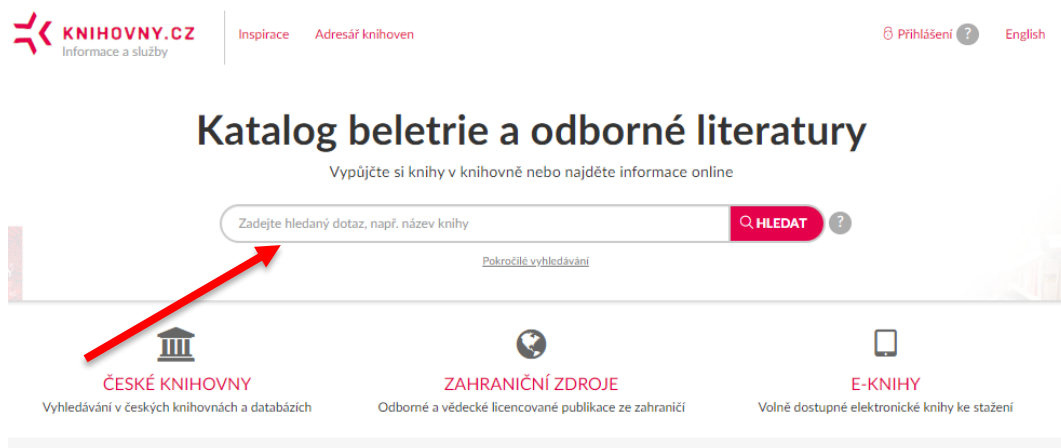 KNIHOVNY.CZ
Informace a služby
Inspirace
Adresář knihoven
Přihlášení ?
English
Katalog beletrie a odborné literatury
Vypůjčte si knihy v knihovně nebo najděte informace online
Zadejte hledaný dotaz, např. název knihy
HLEDAT
?
Pokročilé vyhledávání
ČESKÉ KNIHOVNY
Vyhledávání v českých knihovnách a databázích
ZAHRANIČNÍ ZDROJE
Odborné a vědecké licencované publikace ze zahraničí
E-KNIHY
Volně dostupné elektronické knihy ke stažení